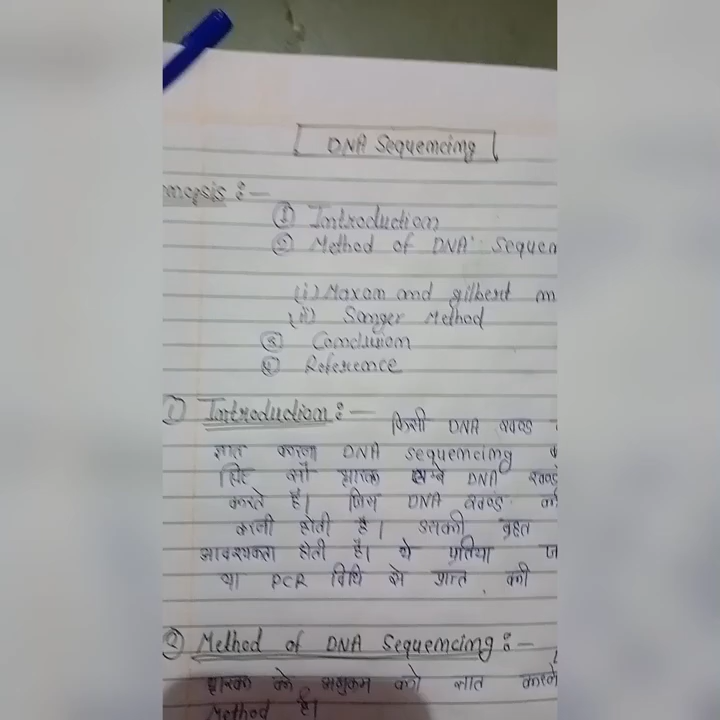 DNA Sequencing
① Introduction
② Method of DNA Sequen
(i) Maxam and gilbert m
(ii) Sanger Method
③ Conclusion
④ Reference
① Introduction :—
किसी DNA खण्ड
ज्ञात करना DNA sequencing
DNA खण्ड
करते है। जिस DNA खण्ड की
करनी होती है। उसकी बृहत
आवश्यकता होती है। ये प्रतिया
या PCR विधि से प्राप्त की
② Method of DNA Sequencing :—
क्षारक के अनुक्रम को ज्ञात करने
Method है।